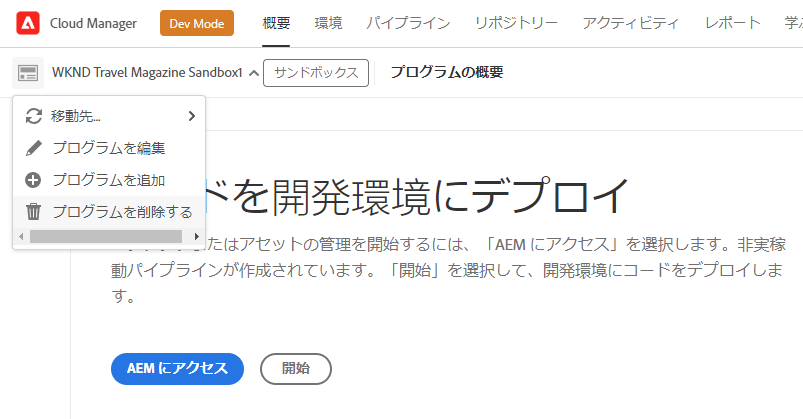 Cloud Manager Dev Mode 概要 環境 パイプライン リポジトリー アクティビティ レポート 学
WKND Travel Magazine Sandbox1 サンドボックス プログラムの概要
移動先...
プログラムを編集
プログラムを追加
プログラムを削除する
ドを開発環境にデプロイ
たはアセットの管理を開始するには、「AEM にアクセス」を選択します。非実稼
動パイプラインが作成されています。「開始」を選択して、開発環境にコードをデプロイしま
す。
AEM にアクセス 開始